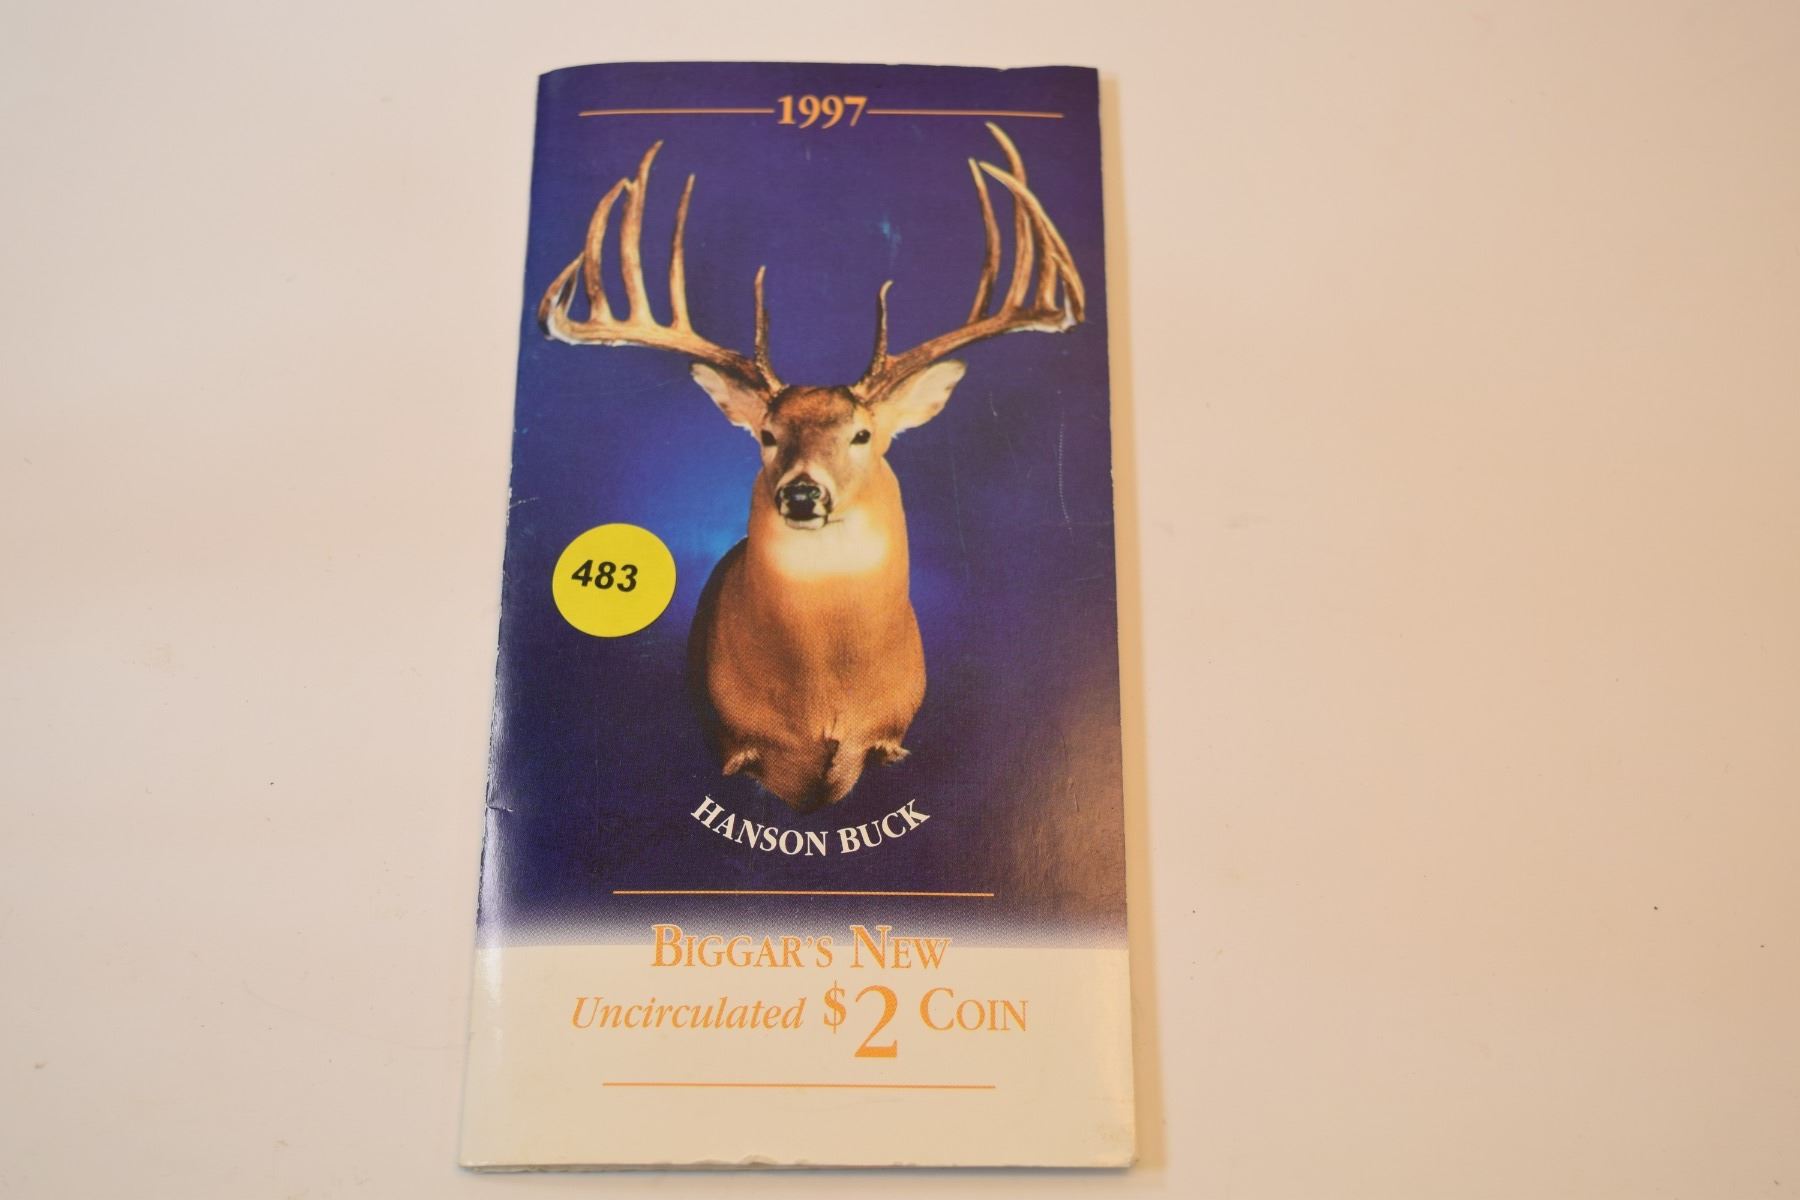 1997
483
HANSON BUCK
BIGGAR'S NEW
Uncirculated $2 COIN